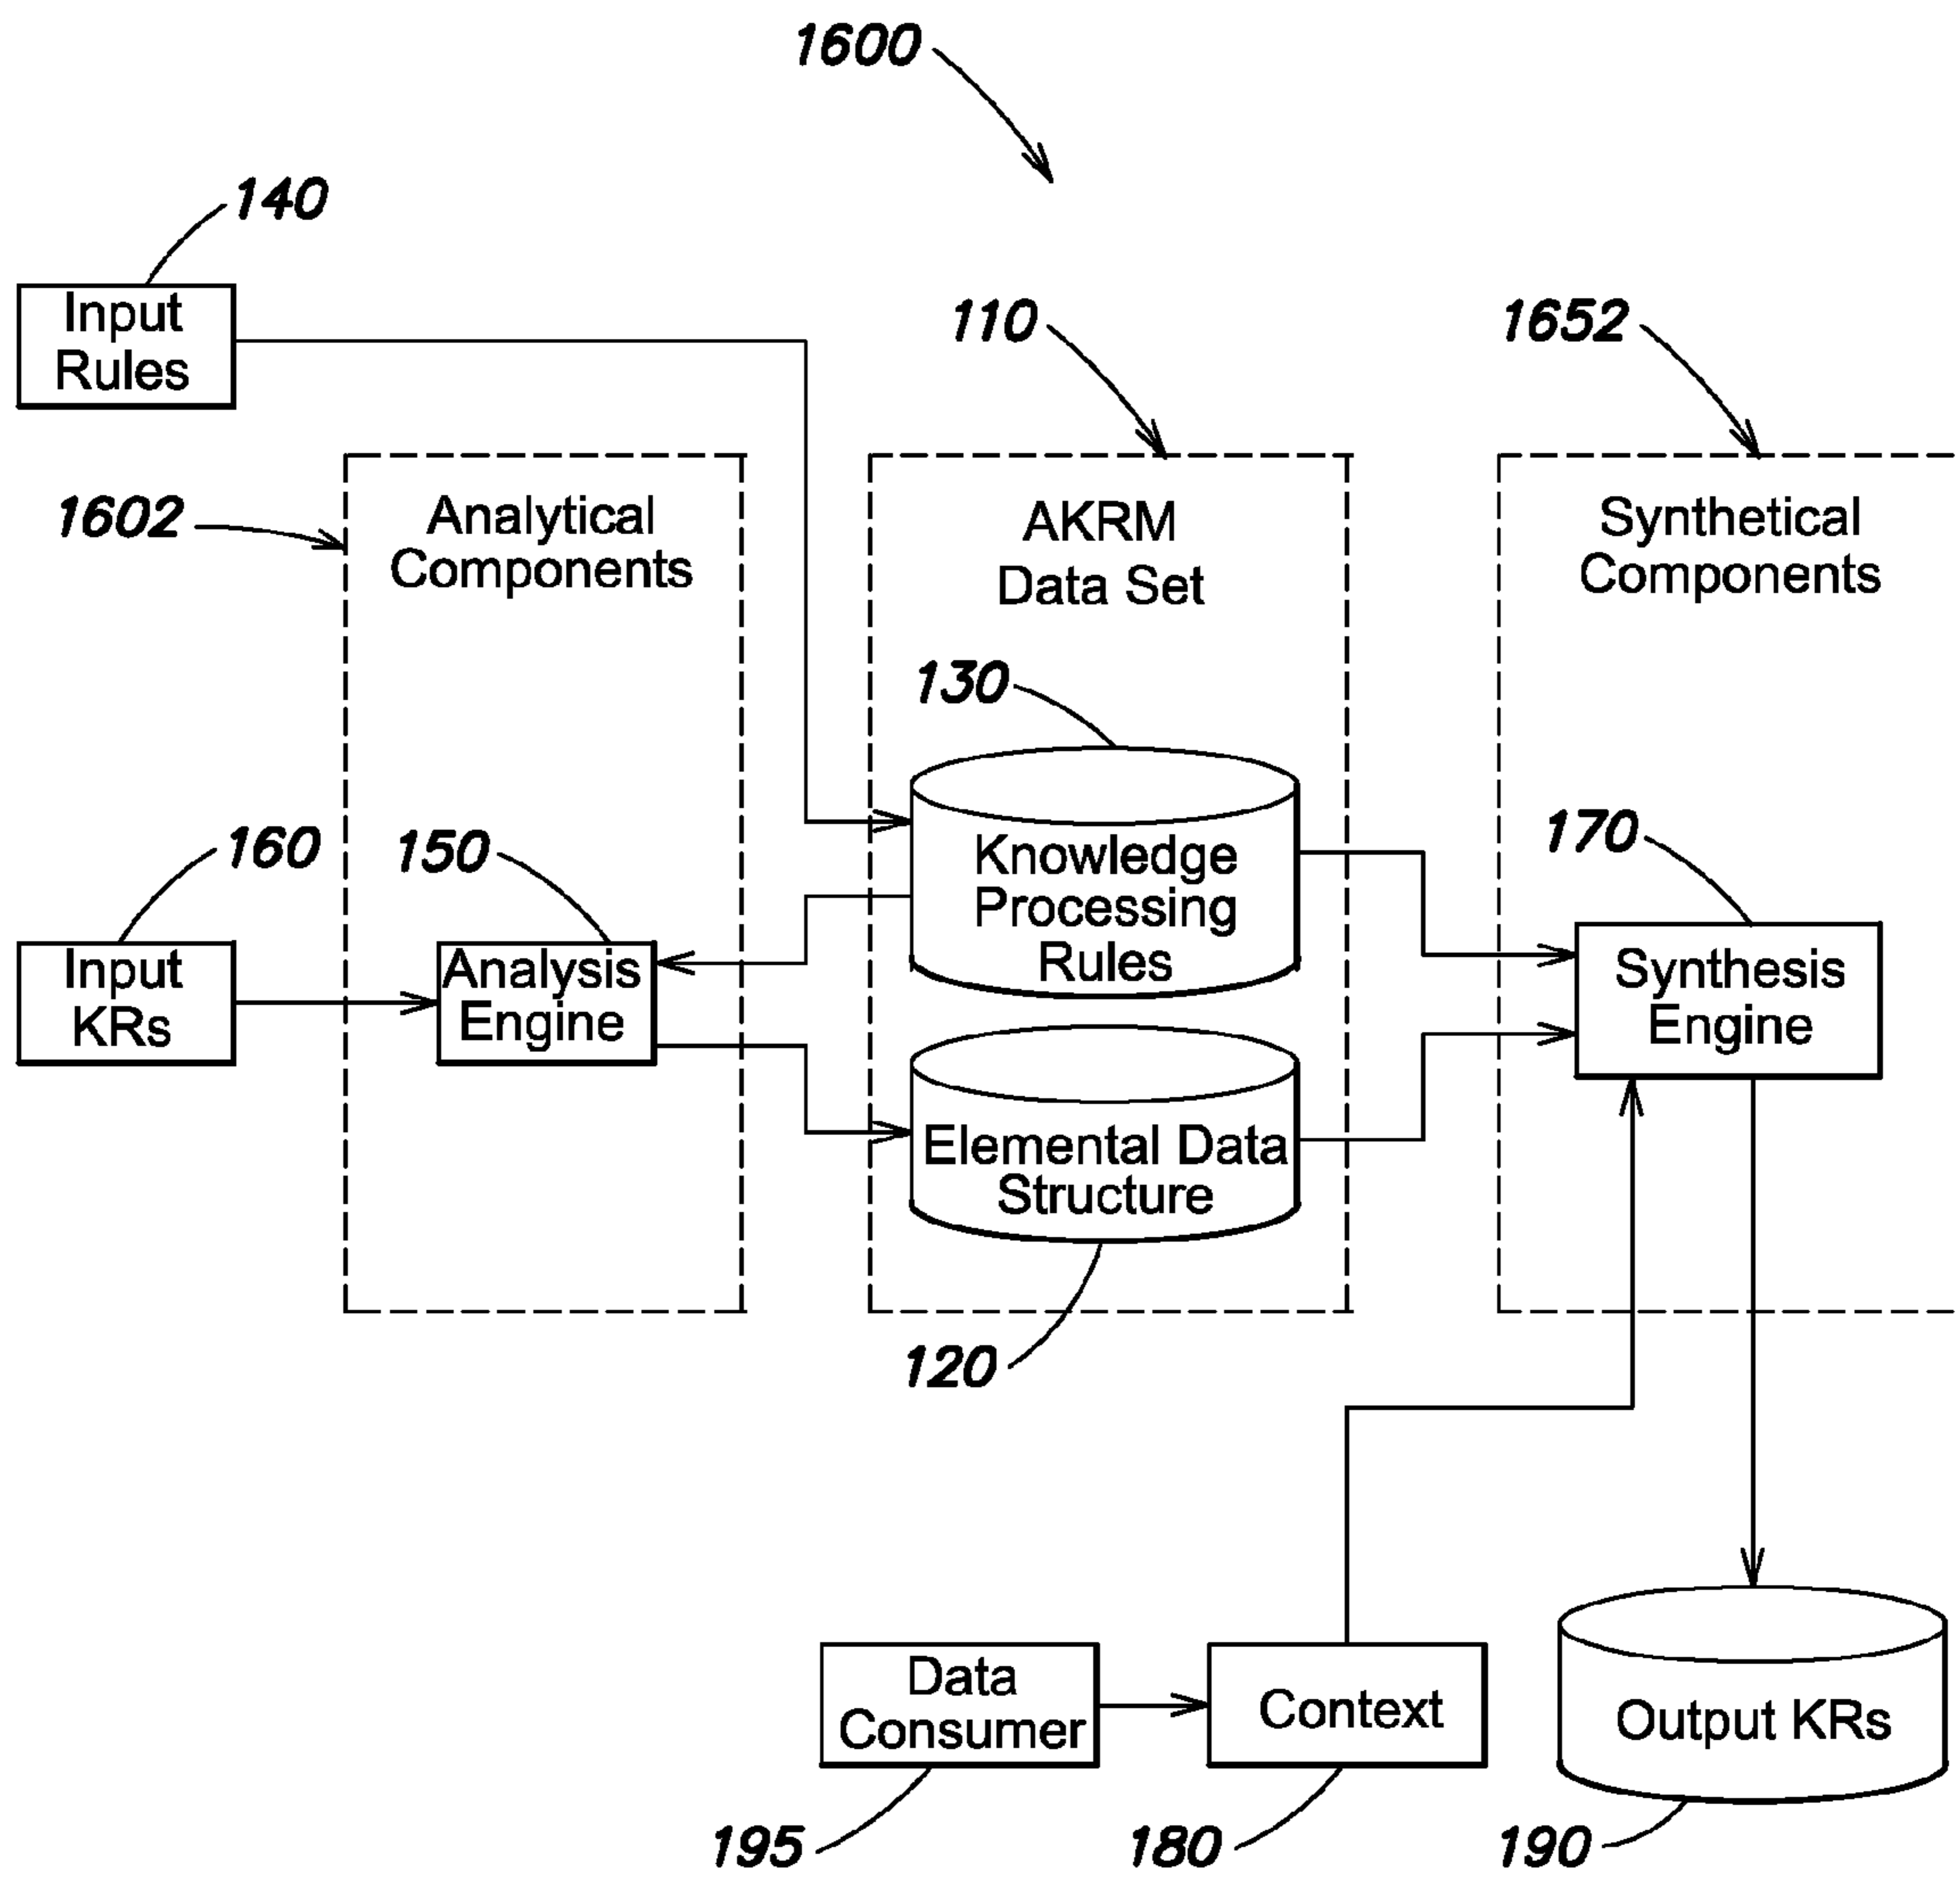 1600
140
Input
Rules
110
1652
1602
Analytical
Components
AKRM
Data Set
Synthetical
Components
130
160
150
170
Knowledge
Processing
Rules
Input
KRs
Analysis
Engine
Synthesis
Engine
Elemental Data
Structure
120
Data
Consumer
Context
Output KRs
195
180
190